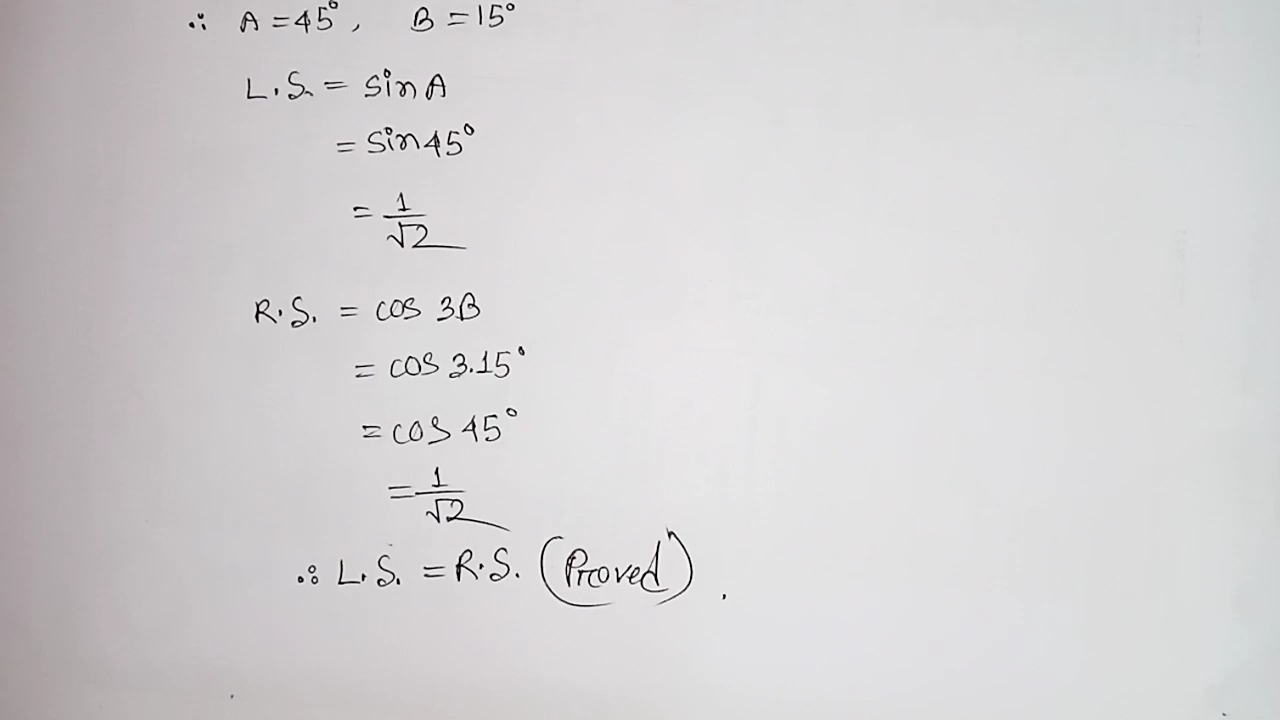 ∴ A = 45°, B = 15°
L.S. = sin A
= sin 45°
= 1/√2
R.S. = cos 3B
= cos 3.15°
= cos 45°
= 1/√2
∴ L.S. = R.S. (Proved).